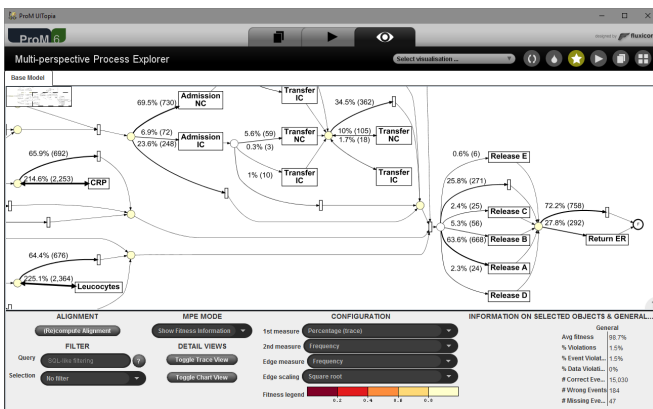 ProM UITopia
ProM 6
designed by fluxicon
Multi-perspective Process Explorer
Select visualisation ...
Base Model
69.5% (730)
Admission NC
6.9% (72)
23.6% (248)
Admission IC
65.9% (692)
214.6% (2,253)
CRP
64.4% (676)
225.1% (2,364)
Leucocytes
Transfer IC
5.6% (59)
0.3% (3)
Transfer NC
1% (10)
Transfer IC
34.5% (362)
10% (105)
1.7% (18)
Transfer NC
Transfer IC
0.6% (6)
Release E
25.8% (271)
2.4% (25)
Release C
5.3% (56)
Release B
63.6% (668)
Release A
2.3% (24)
Release D
72.2% (758)
27.8% (292)
Return ER
ALIGNMENT
(Re)compute Alignment
FILTER
Query
SQL-like filtering
?
Selection
No filter
MPE MODE
Show Fitness Information
DETAIL VIEWS
Toggle Trace View
Toggle Chart View
CONFIGURATION
1st measure
Percentage (trace)
2nd measure
Frequency
Edge measure
Frequency
Edge scaling
Square root
Fitness legend
0.2 0.4 0.6 0.8
INFORMATION ON SELECTED OBJECTS & GENERAL...
General
Avg fitness 98.7%
% Violations 1.5%
% Event Violat... 1.5%
% Data Violati... 0%
# Correct Eve... 15,030
# Wrong Events 184
# Missing Eve... 47